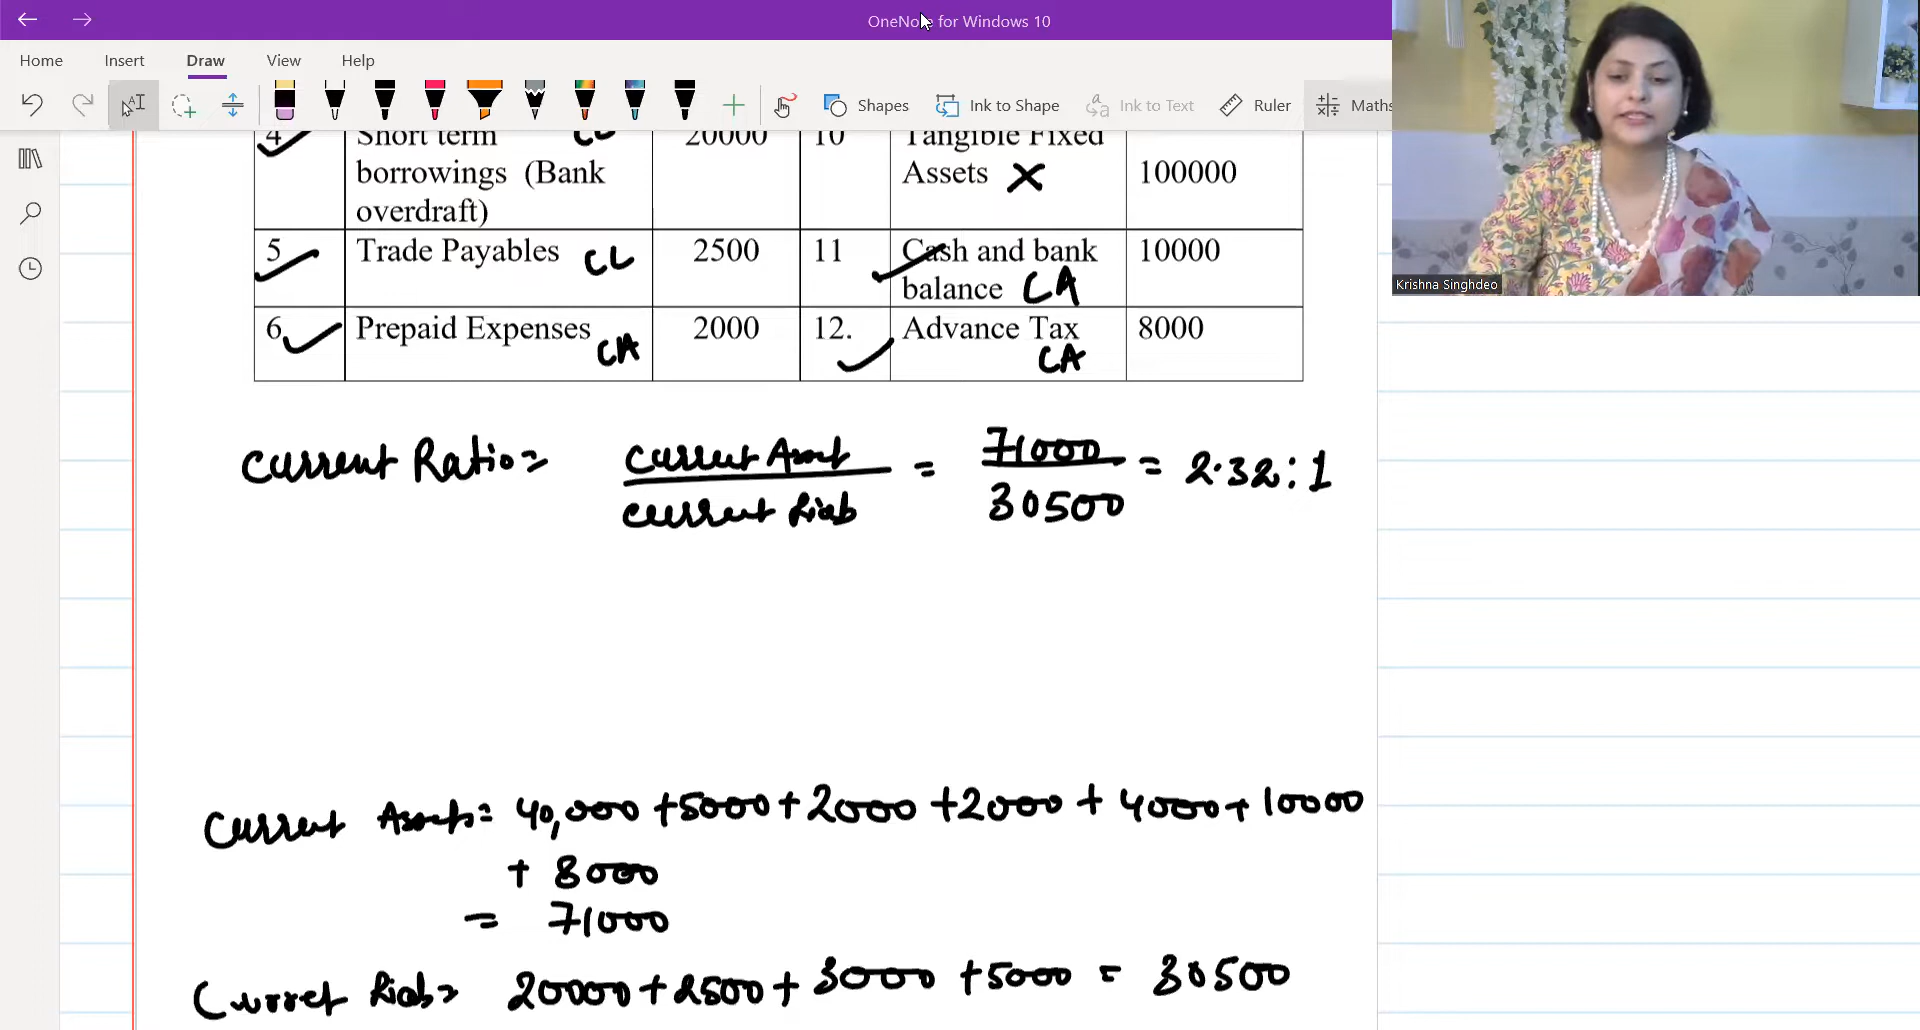 OneNote for Windows 10
Home Insert Draw View Help
Shapes Ink to Shape Ink to Text Ruler Maths
4 Short term CL 20000 10 Tangible Fixed
borrowings (Bank Assets X 100000
overdraft)
5 Trade Payables CL 2500 11 Cash and bank 10000
balance CA
6 Prepaid Expenses CA 2000 12. Advance Tax 8000
CA
Krishna Singhdeo
Current Ratio = Current Asset / Current Liab = 71000 / 30500 = 2.32 : 1
Current Assets = 40,000 + 5000 + 2000 + 2000 + 4000 + 10000
+ 8000
= 71000
Curret Liab = 20000 + 2500 + 3000 + 5000 = 30500